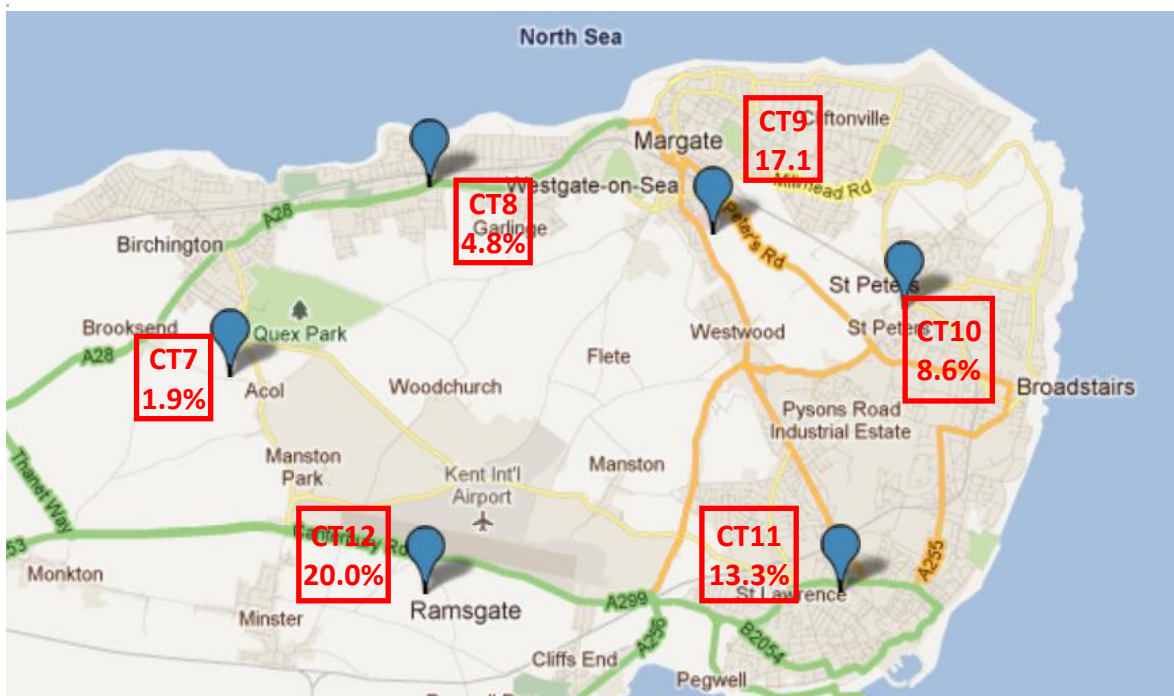 North Sea
CT9
17.1
Cliftonville
Margate
Millmead Rd
Westgate-on-Sea
CT8
4.8%
Garlinge
A28
Peter's Rd
Birchington
St Peters
Brooksend
Quex Park
Westwood
St Peters
CT10
8.6%
A28
CT7
1.9%
Flete
Acol
Woodchurch
Broadstairs
Pysons Road
Industrial Estate
Manston
Park
Manston
Kent Int'l
Airport
Thanet Way
CT12
20.0%
Canterbury Rd
CT11
13.3%
A255
53
Monkton
St Lawrence
Minster
Ramsgate
A299
A256
B2054
Cliffs End
Pegwell